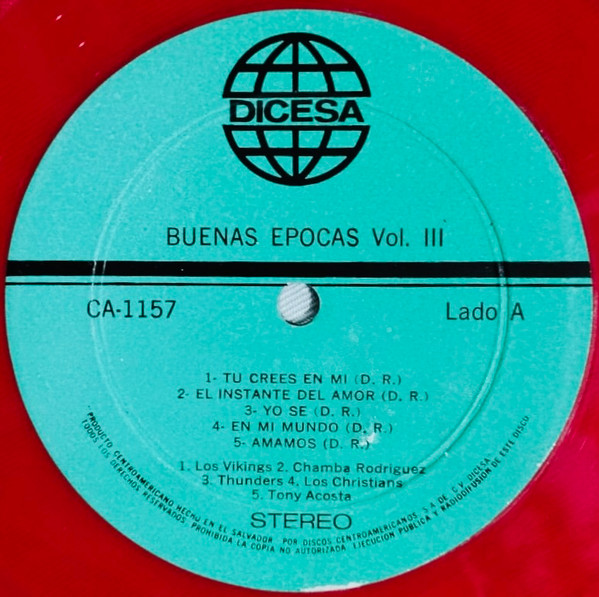 DICESA
BUENAS EPOCAS Vol. III
CA-1157
Lado A
1- TU CREES EN MI (D. R.)
2- EL INSTANTE DEL AMOR (D. R.)
3- YO SE (D. R.)
4- EN MI MUNDO (D. R.)
5- AMAMOS (D. R.)
1. Los Vikings 2. Chamba Rodriguez
3. Thunders 4. Los Christians
5. Tony Acosta
STEREO
PRODUCTO CENTROAMERICANO HECHO EN EL SALVADOR POR DISCOS CENTROAMERICANOS, S.A. DE C.V. DICESA.
TODOS LOS DERECHOS RESERVADOS. PROHIBIDA LA COPIA NO AUTORIZADA, EJECUCION PUBLICA Y RADIODIFUSION DE ESTE DISCO.